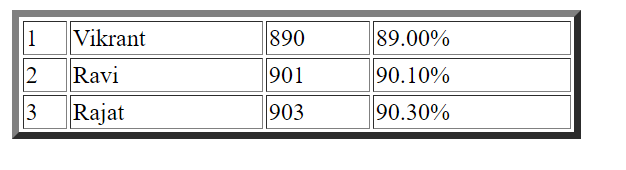 1 Vikrant 890 89.00%
2 Ravi 901 90.10%
3 Rajat 903 90.30%